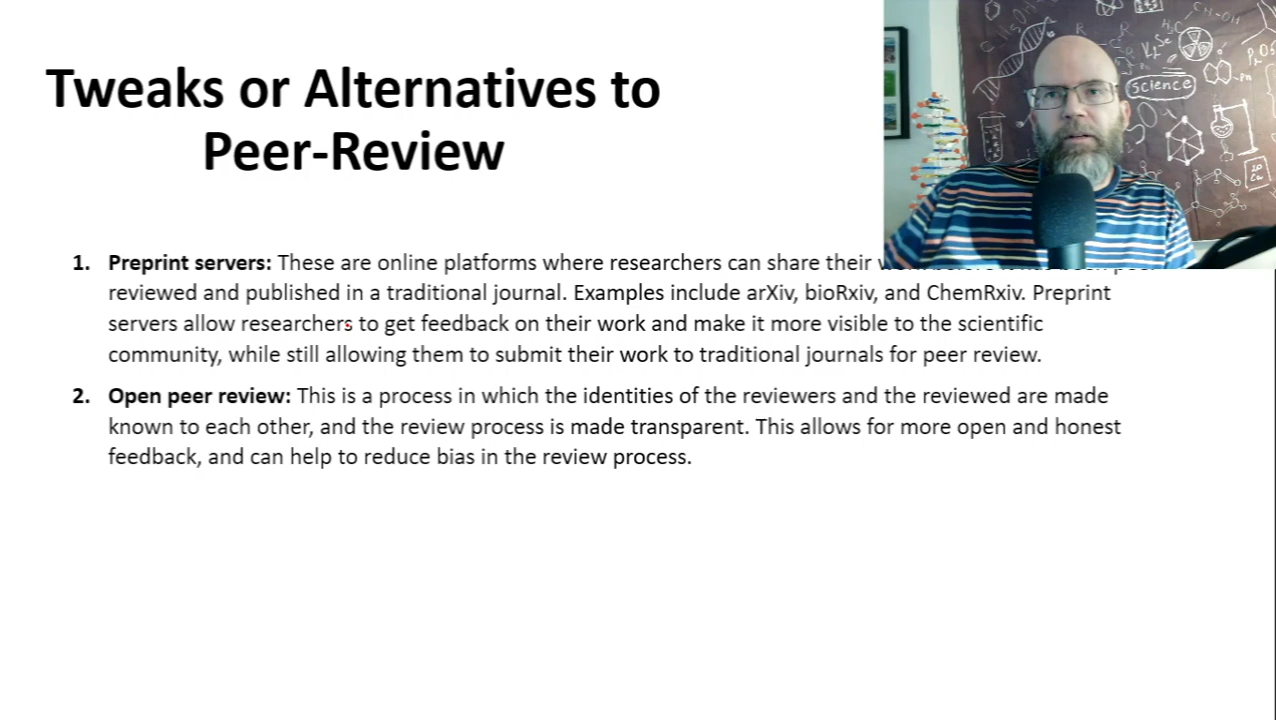 Tweaks or Alternatives to
Peer-Review
1. Preprint servers: These are online platforms where researchers can share their
reviewed and published in a traditional journal. Examples include arXiv, bioRxiv, and ChemRxiv. Preprint
servers allow researchers to get feedback on their work and make it more visible to the scientific
community, while still allowing them to submit their work to traditional journals for peer review.
2. Open peer review: This is a process in which the identities of the reviewers and the reviewed are made
known to each other, and the review process is made transparent. This allows for more open and honest
feedback, and can help to reduce bias in the review process.
CH-OH
Science